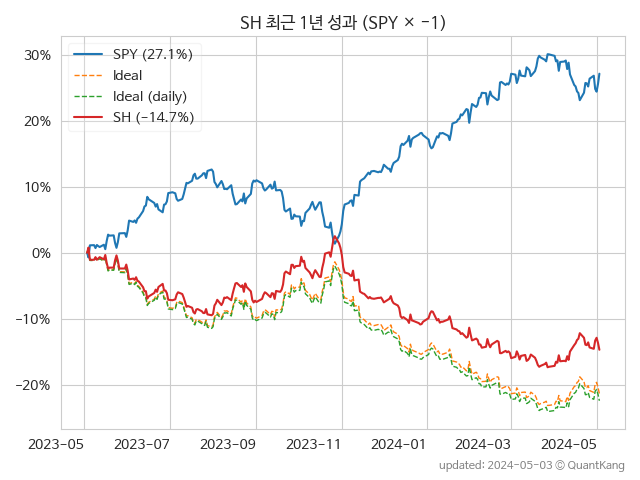 SH 최근 1년 성과 (SPY × −1)
SPY (27.1%)
Ideal
Ideal (daily)
SH (−14.7%)
30%
20%
10%
0%
−10%
−20%
2023-05 2023-07 2023-09 2023-11 2024-01 2024-03 2024-05
updated: 2024-05-03 ⓒ QuantKang